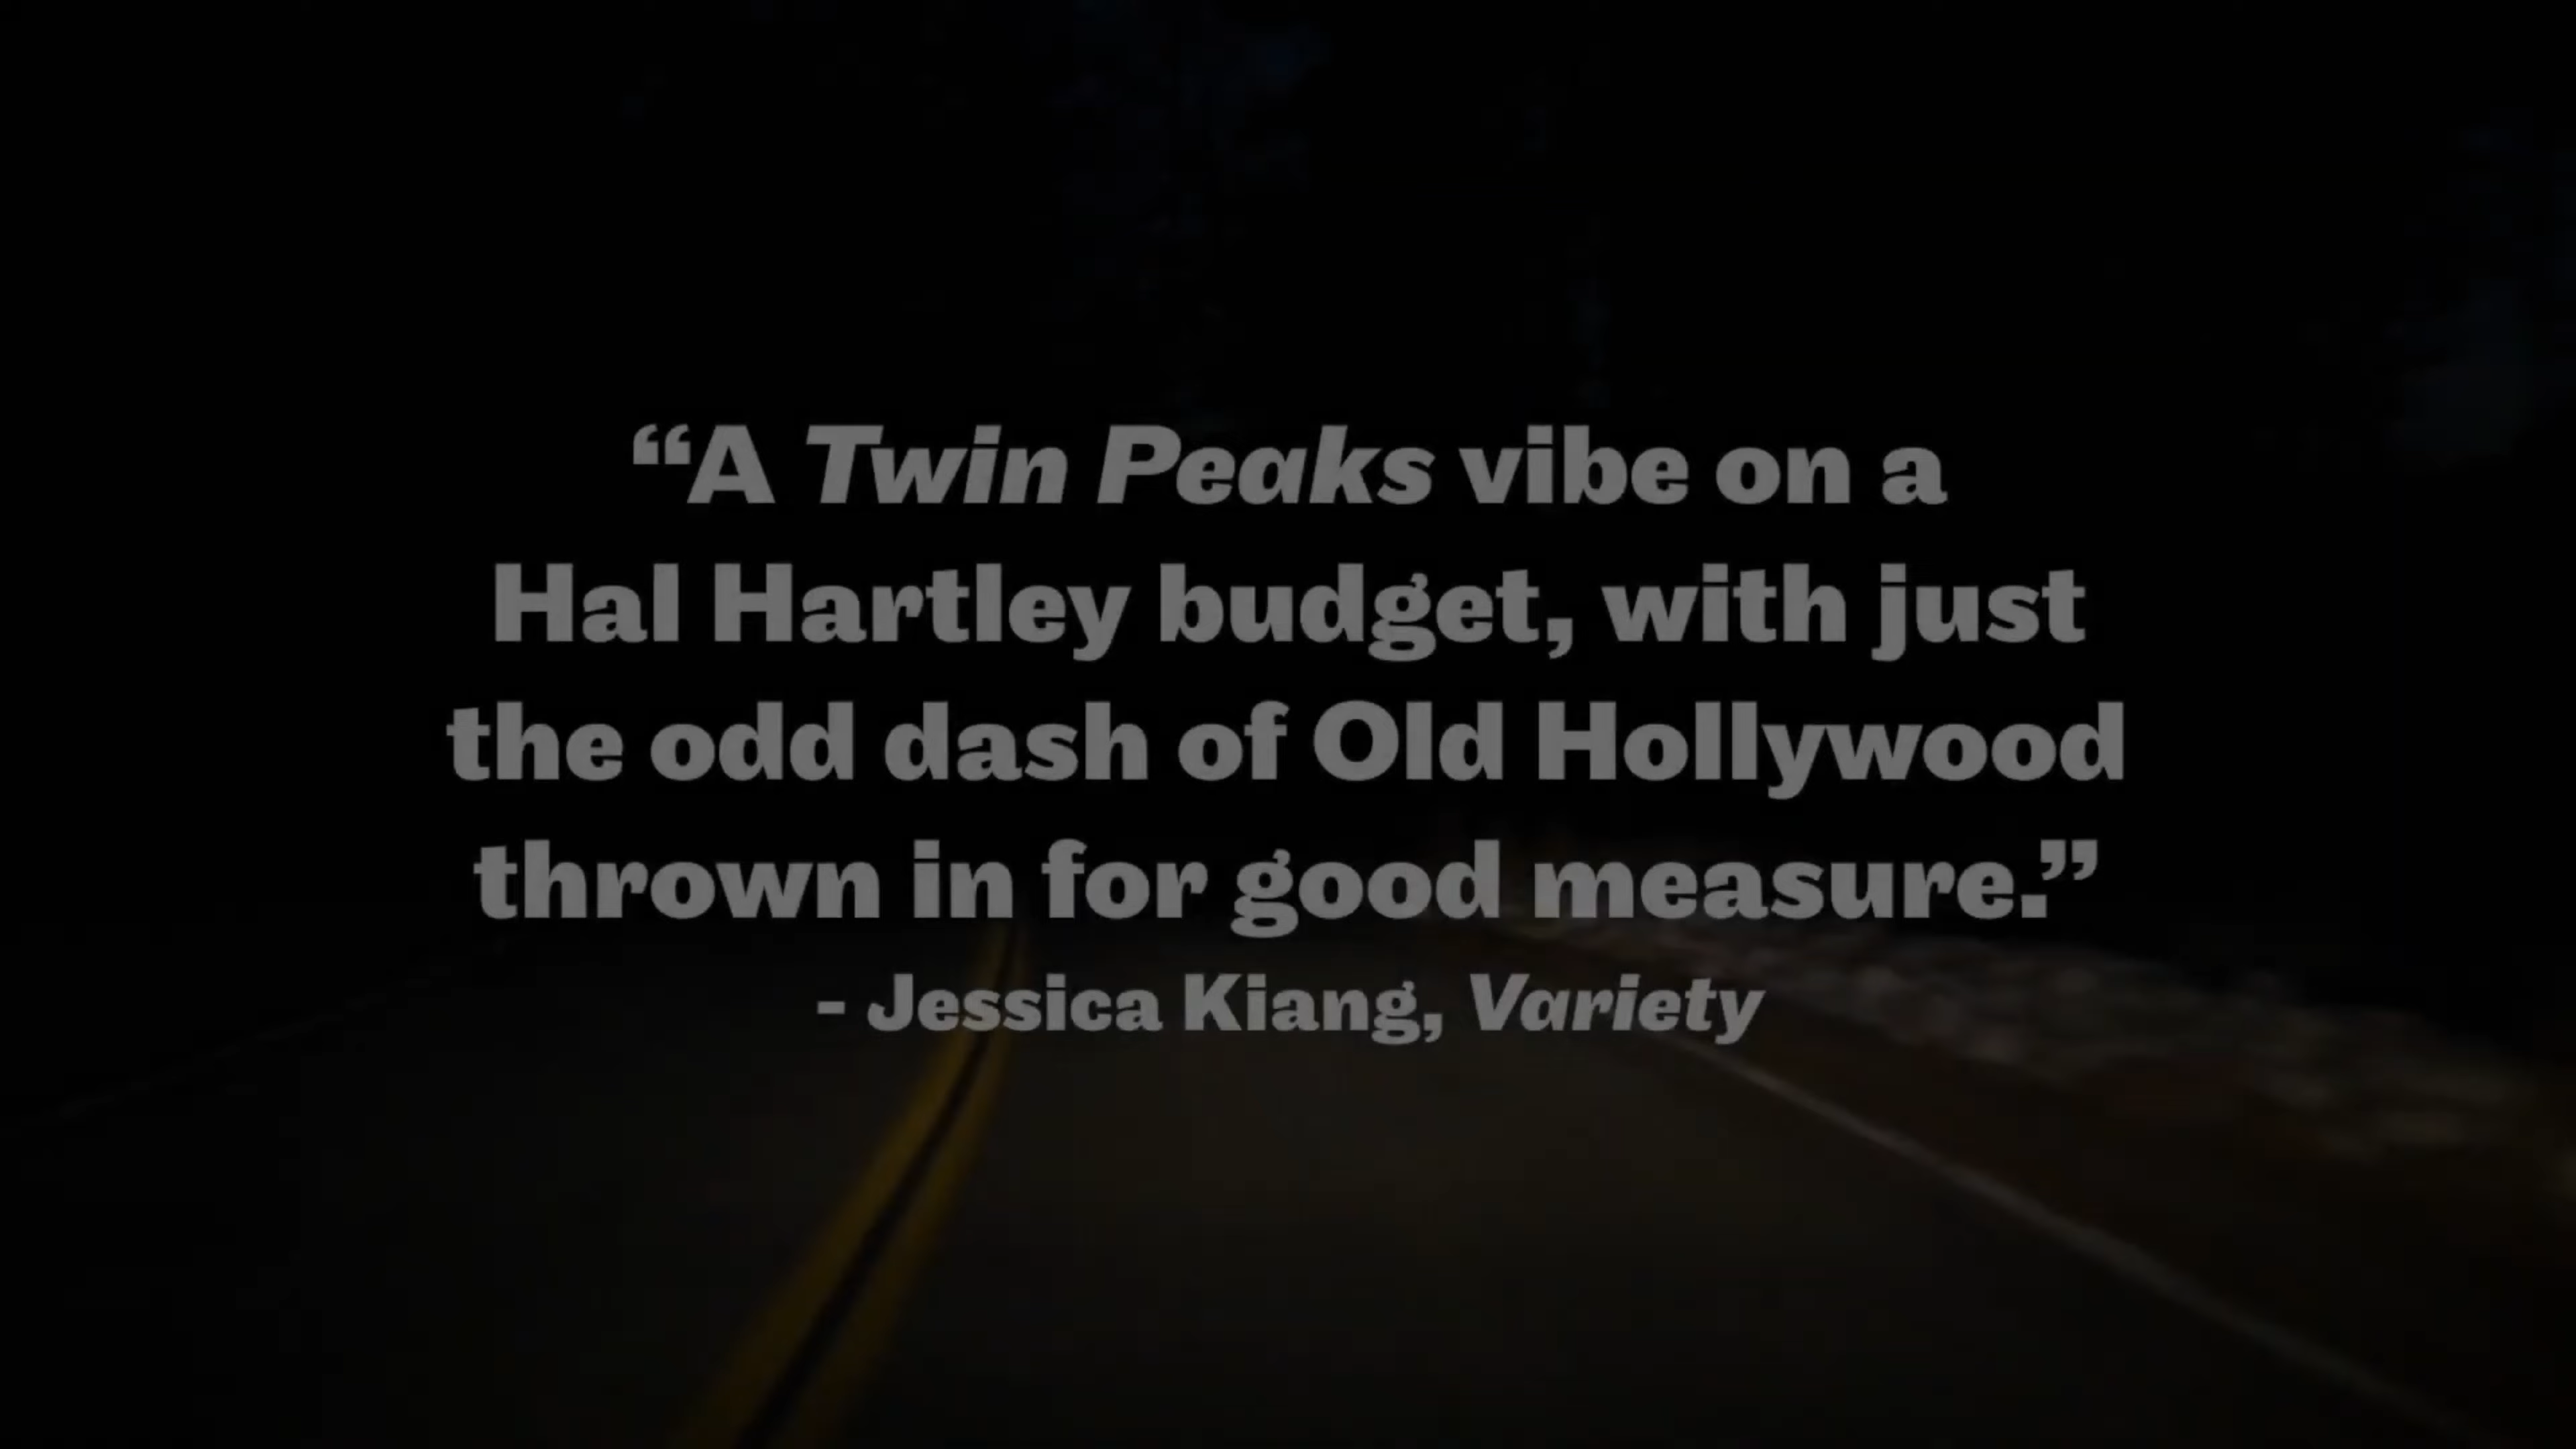 “A Twin Peaks vibe on a
Hal Hartley budget, with just
the odd dash of Old Hollywood
thrown in for good measure.”
- Jessica Kiang, Variety